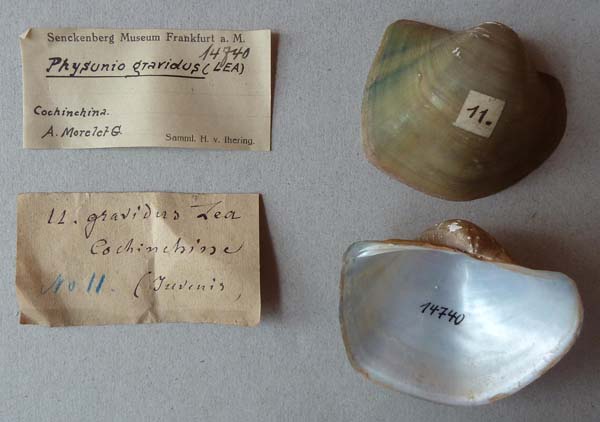 Senckenberg Museum Frankfurt a. M.
14740
Physunio gravidus (LEA)
Cochinchina.
A. Morelet G.
Samml. H. v. Ihering.
11.
11. gravidus Lea
Cochinchine
No 11. (Juvenis,
14740